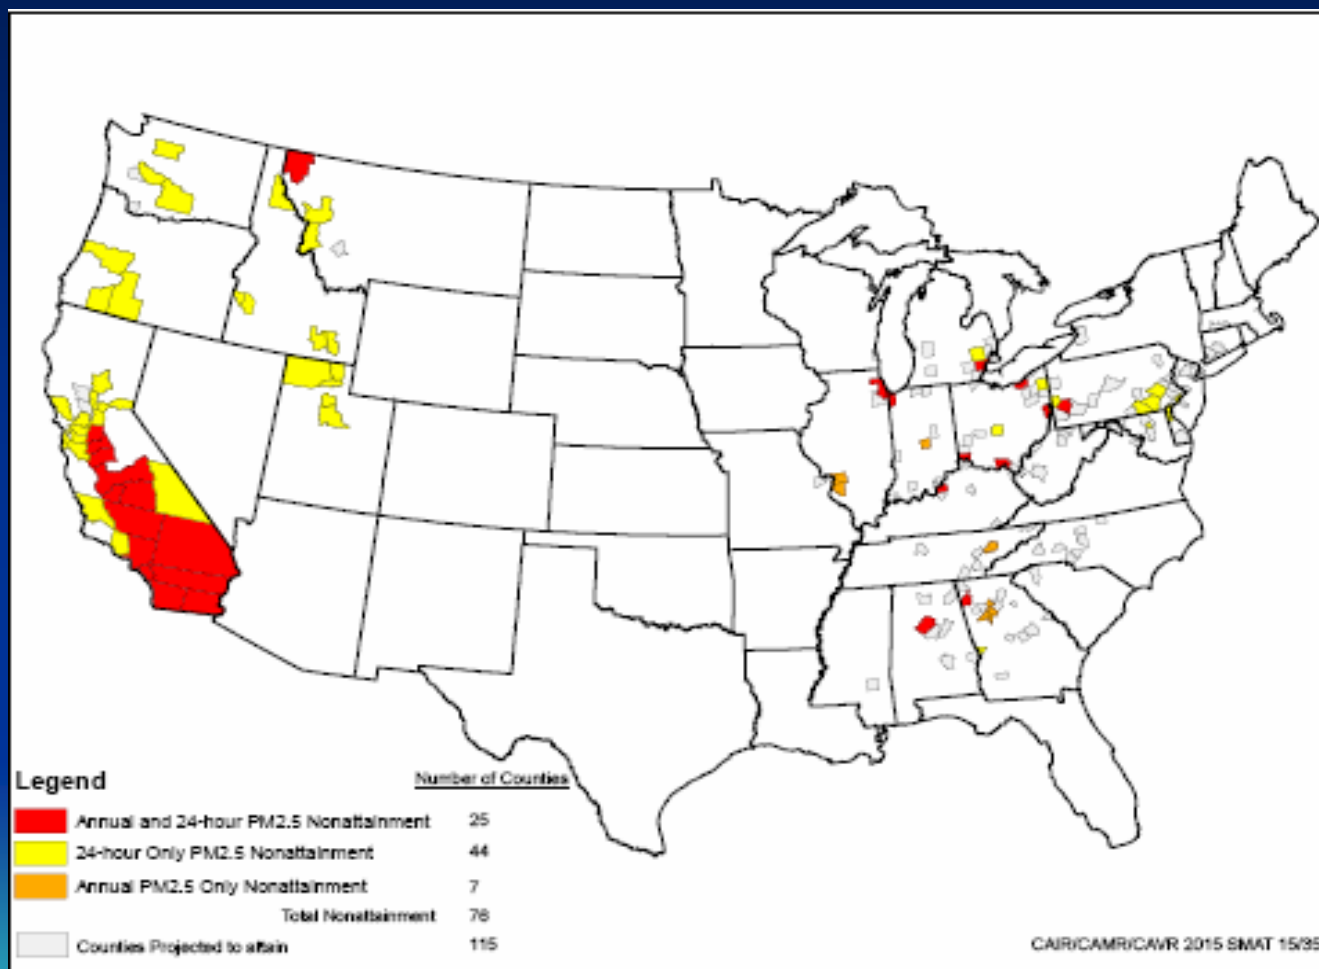 Legend
Number of Counties
Annual and 24-hour PM2.5 Nonattainment 25
24-hour Only PM2.5 Nonattainment 44
Annual PM2.5 Only Nonattainment 7
Total Nonattainment 76
Counties Projected to attain 115
CAIR/CAMR/CAVR 2015 SMAT 15/35